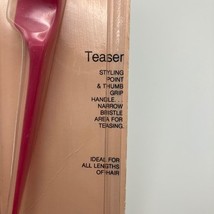 Teaser
STYLING
POINT
& THUMB
GRIP
HANDLE...
NARROW
BRISTLE
AREA FOR
TEASING.
IDEAL FOR
ALL LENGTHS
OF HAIR